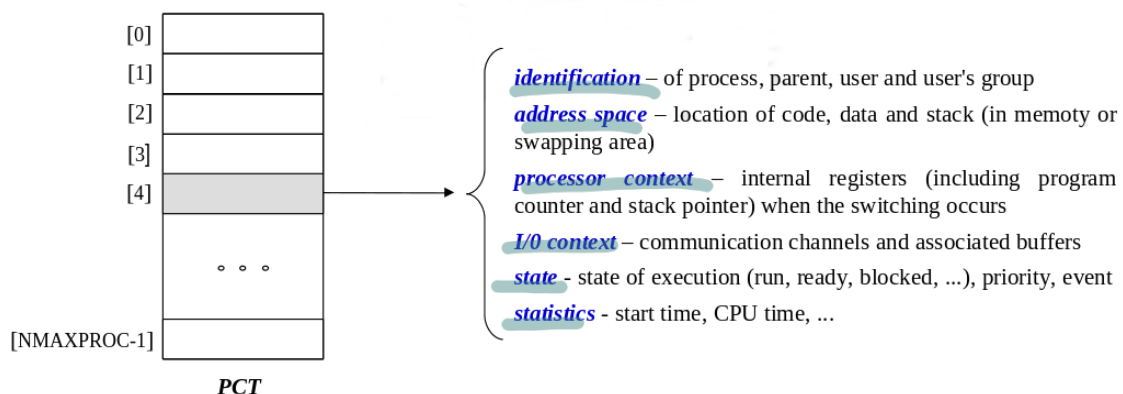 [0]
[1]
[2]
[3]
[4]
[NMAXPROC-1]
PCT
identification – of process, parent, user and user's group
address space – location of code, data and stack (in memoty or
swapping area)
processor context – internal registers (including program
counter and stack pointer) when the switching occurs
I/0 context – communication channels and associated buffers
state - state of execution (run, ready, blocked, ...), priority, event
statistics - start time, CPU time, ...